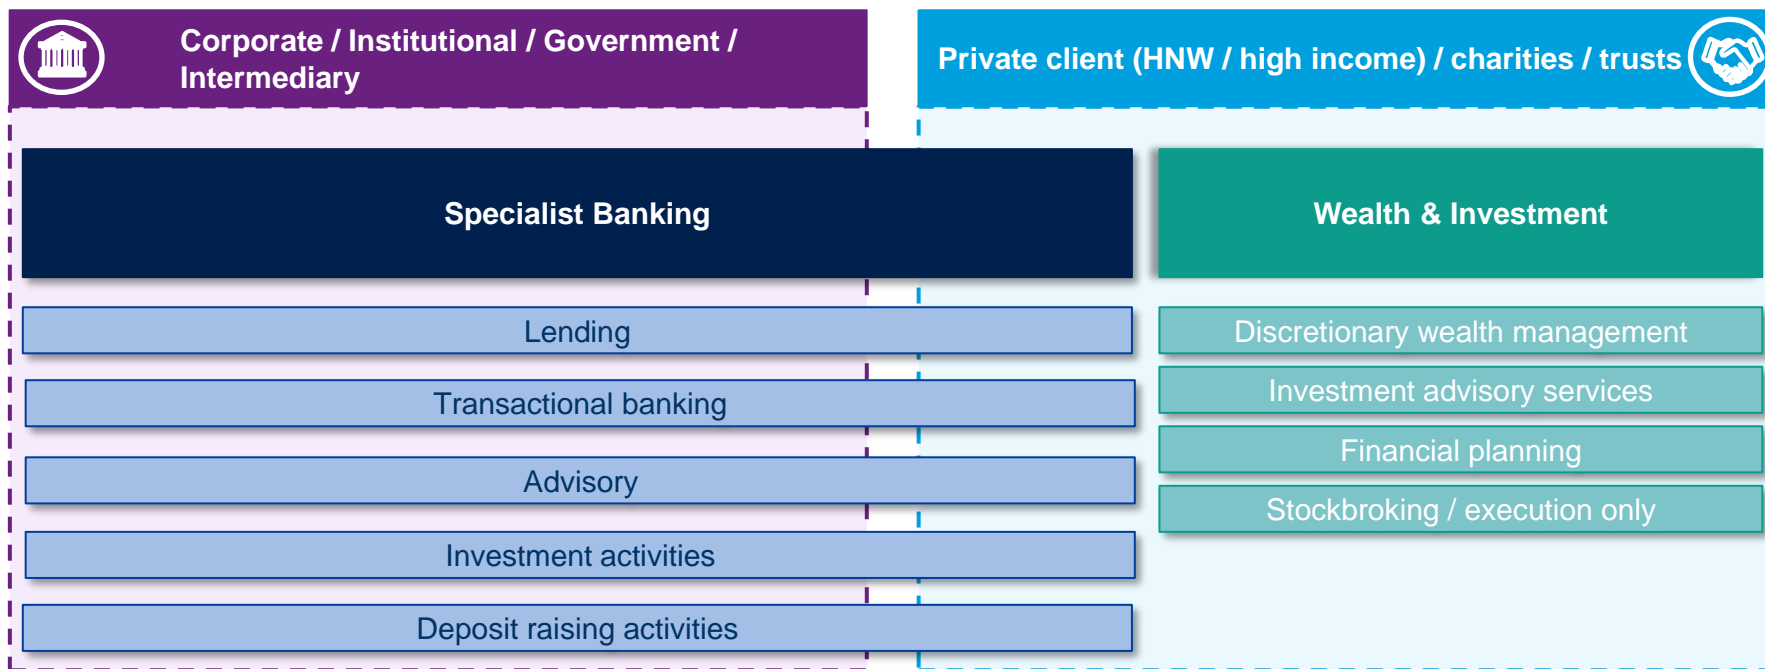 Corporate / Institutional / Government /
Intermediary
Private client (HNW / high income) / charities / trusts
Specialist Banking
Wealth & Investment
Lending
Transactional banking
Advisory
Investment activities
Deposit raising activities
Discretionary wealth management
Investment advisory services
Financial planning
Stockbroking / execution only